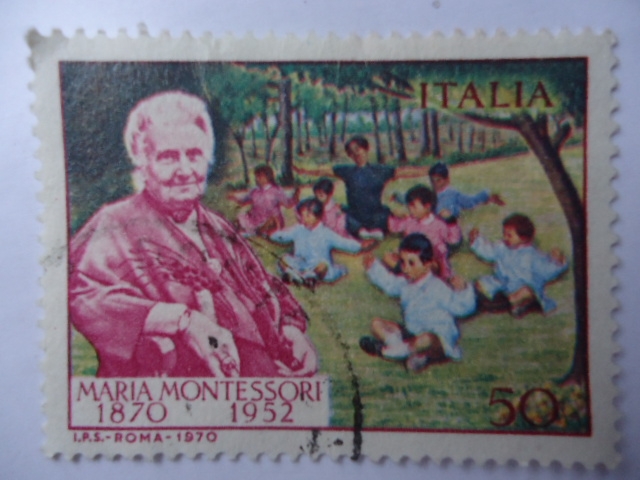 ITALIA
MARIA MONTESSORI
1870 1952
50
I.P.S.-ROMA-1970